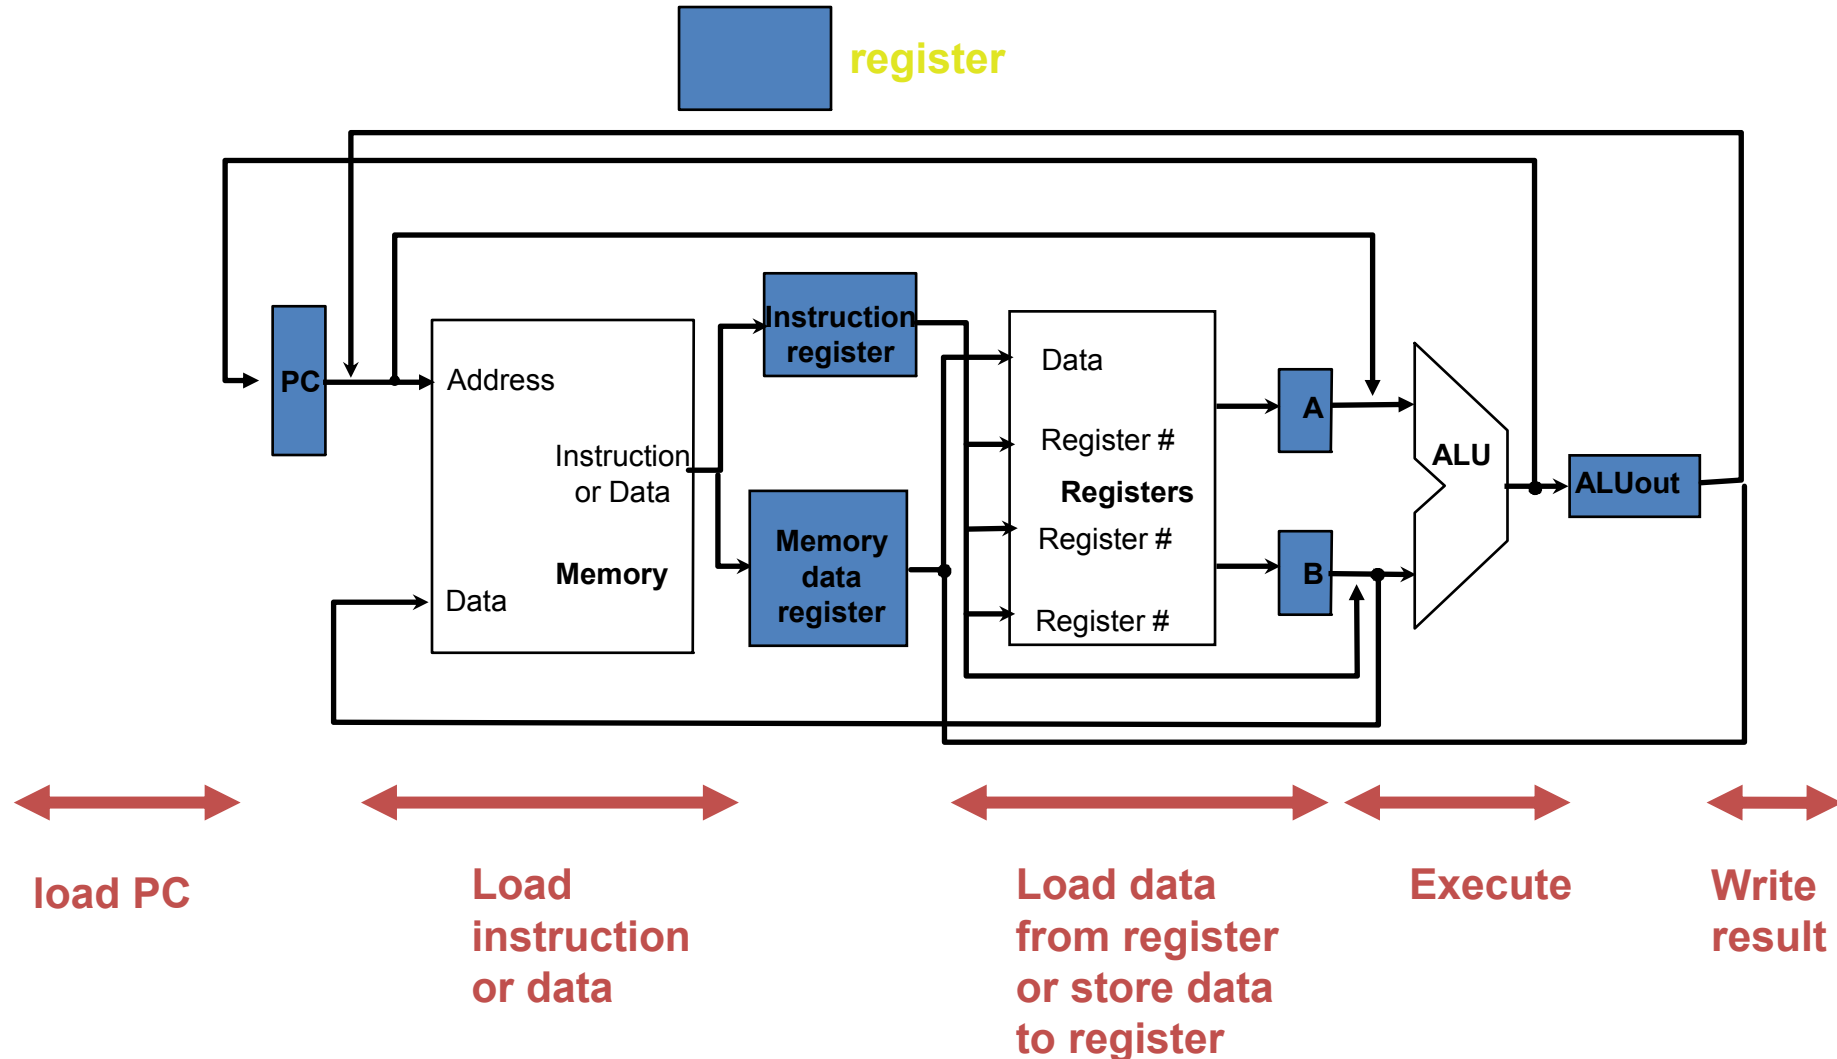 register
PC
Address
Instruction
or Data
Memory
Data
Instruction
register
Memory
data
register
Data
Register #
Registers
Register #
Register #
A
B
ALU
ALUout
load PC
Load
instruction
or data
Load data
from register
or store data
to register
Execute
Write
result